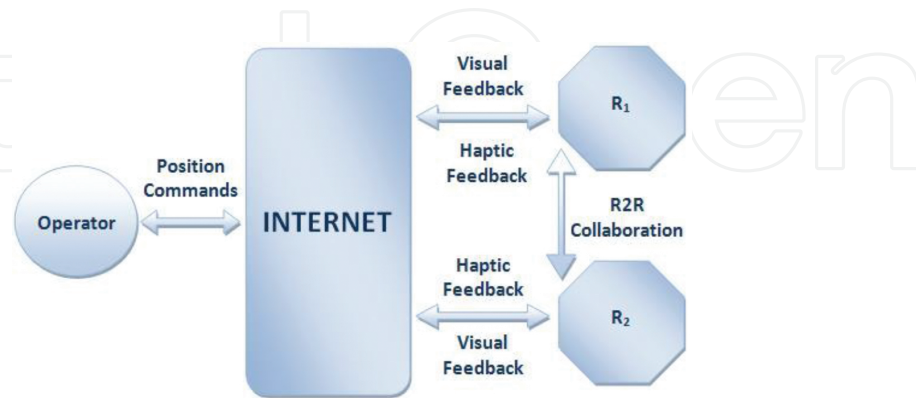 Visual
Feedback
R₁
Haptic
Feedback
Position
Commands
Operator
INTERNET
R2R
Collaboration
Haptic
Feedback
R₂
Visual
Feedback